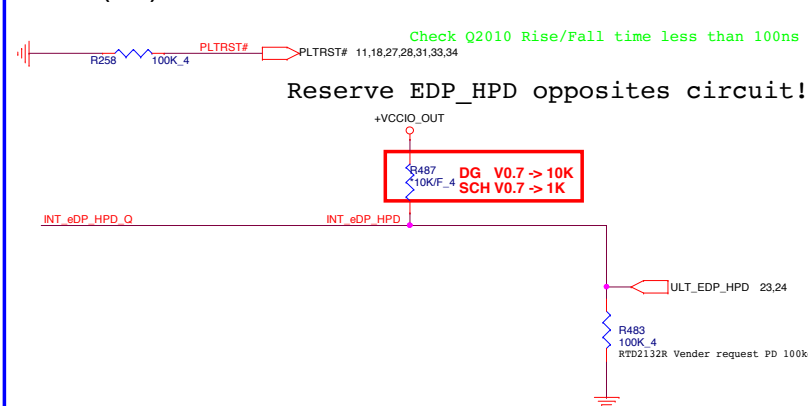 Check Q2010 Rise/Fall time less than 100ns
PLTRST#
PLTRST# 11,18,27,28,31,33,34
R258 100K_4
Reserve EDP_HPD opposites circuit!
+VCCIO_OUT
R487
*10K/F_4
DG V0.7 -> 10K
SCH V0.7 -> 1K
INT_eDP_HPD_Q
INT_eDP_HPD
ULT_EDP_HPD 23,24
R483
100K_4
RTD2132R Vender request PD 100k